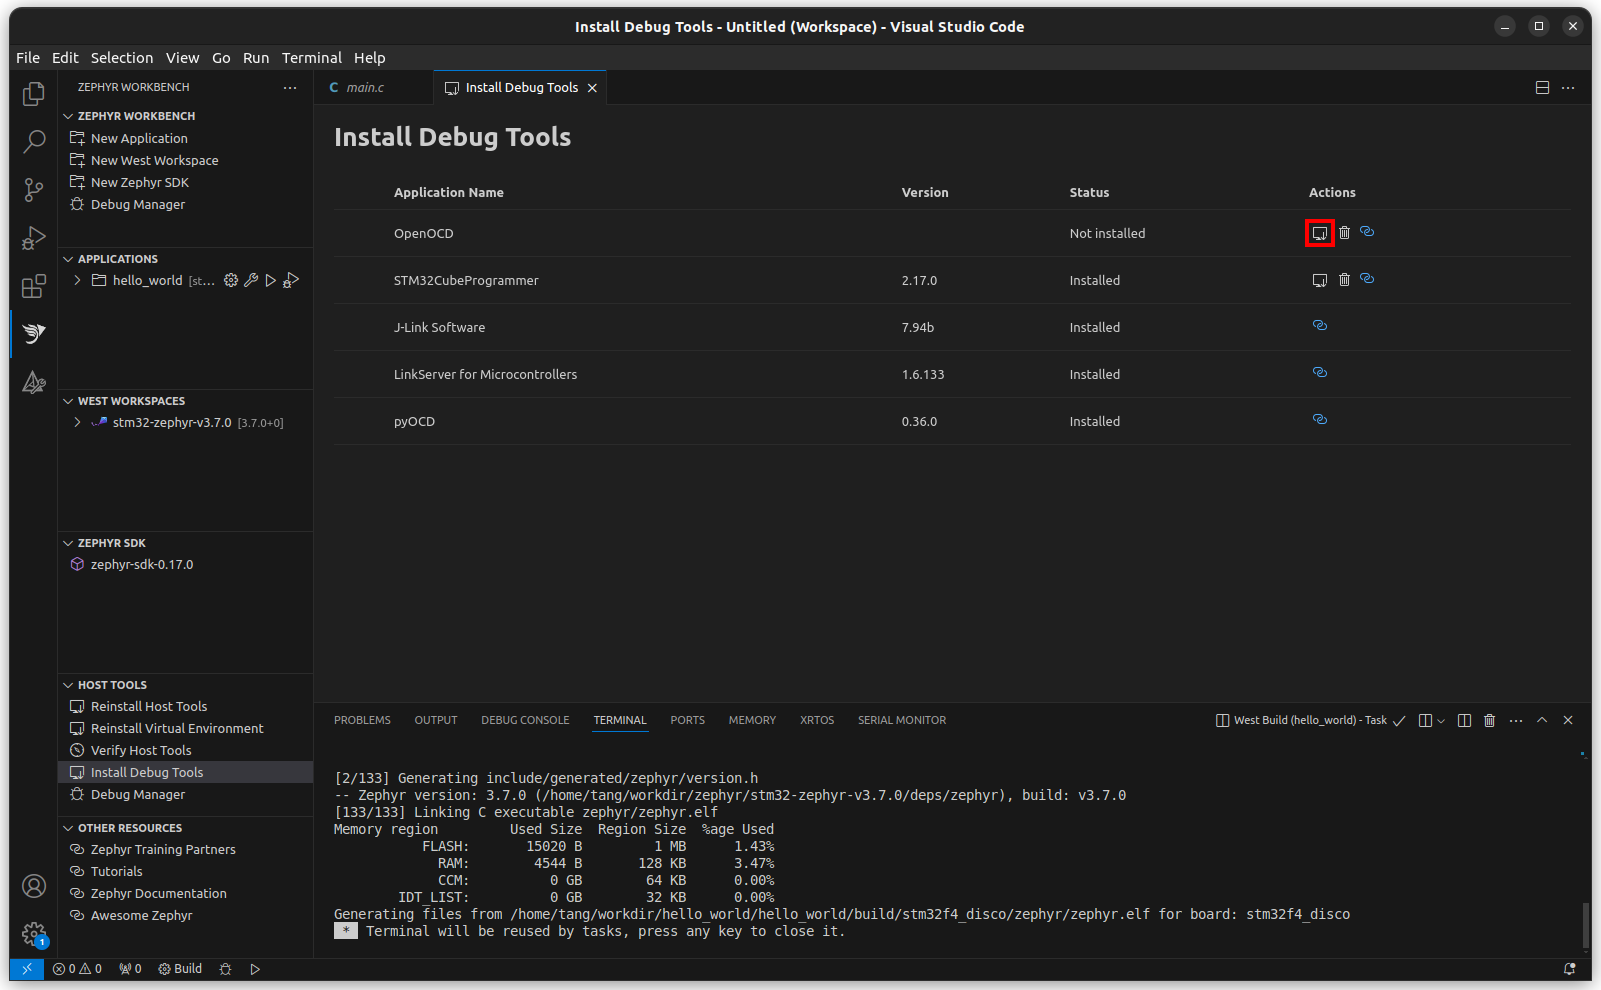 Install Debug Tools - Untitled (Workspace) - Visual Studio Code
File Edit Selection View Go Run Terminal Help
ZEPHYR WORKBENCH
ZEPHYR WORKBENCH
New Application
New West Workspace
New Zephyr SDK
Debug Manager
APPLICATIONS
hello_world [st...
WEST WORKSPACES
stm32-zephyr-v3.7.0 [3.7.0+0]
ZEPHYR SDK
zephyr-sdk-0.17.0
HOST TOOLS
Reinstall Host Tools
Reinstall Virtual Environment
Verify Host Tools
Install Debug Tools
Debug Manager
OTHER RESOURCES
Zephyr Training Partners
Tutorials
Zephyr Documentation
Awesome Zephyr
C main.c Install Debug Tools
Install Debug Tools
Application Name Version Status Actions
OpenOCD Not installed
STM32CubeProgrammer 2.17.0 Installed
J-Link Software 7.94b Installed
LinkServer for Microcontrollers 1.6.133 Installed
pyOCD 0.36.0 Installed
PROBLEMS OUTPUT DEBUG CONSOLE TERMINAL PORTS MEMORY XRTOS SERIAL MONITOR West Build (hello_world) - Task
[2/133] Generating include/generated/zephyr/version.h
-- Zephyr version: 3.7.0 (/home/tang/workdir/zephyr/stm32-zephyr-v3.7.0/deps/zephyr), build: v3.7.0
[133/133] Linking C executable zephyr/zephyr.elf
Memory region Used Size Region Size %age Used
FLASH: 15020 B 1 MB 1.43%
RAM: 4544 B 128 KB 3.47%
CCM: 0 GB 64 KB 0.00%
IDT_LIST: 0 GB 32 KB 0.00%
Generating files from /home/tang/workdir/hello_world/hello_world/build/stm32f4_disco/zephyr/zephyr.elf for board: stm32f4_disco
* Terminal will be reused by tasks, press any key to close it.
1
0 0 0 Build